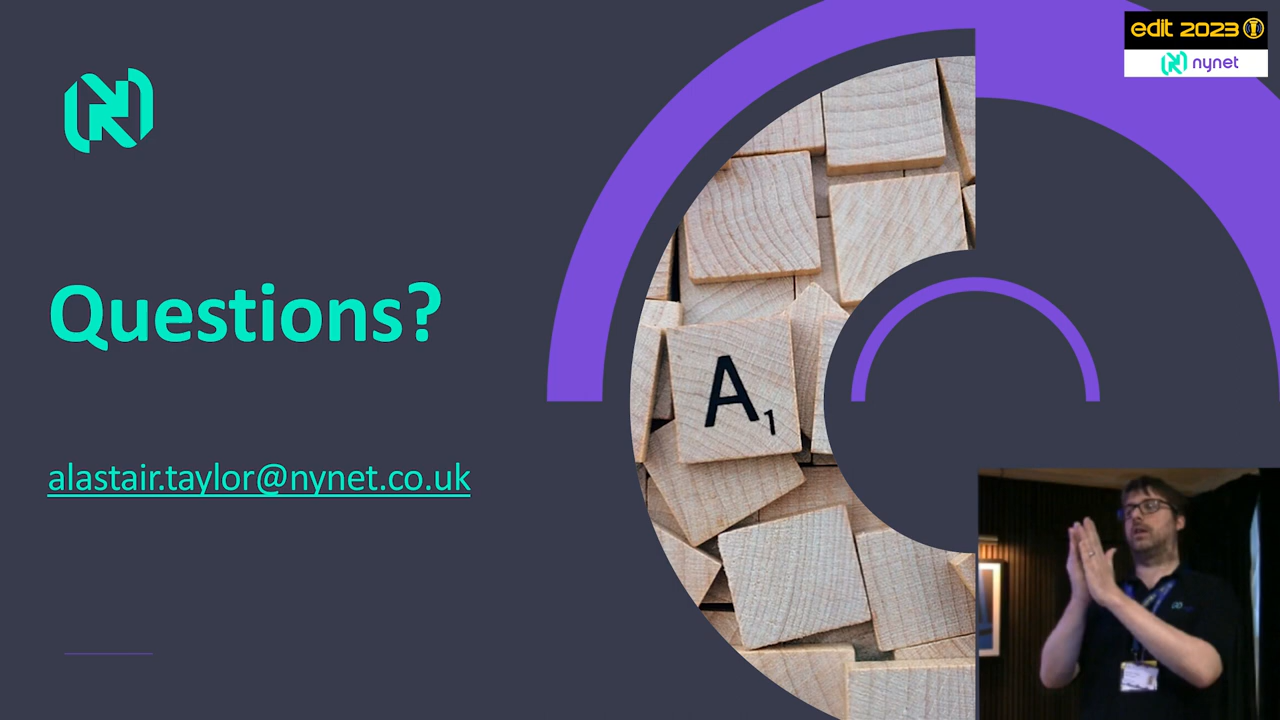 edit 2023
nynet
Questions?
A1
alastair.taylor@nynet.co.uk